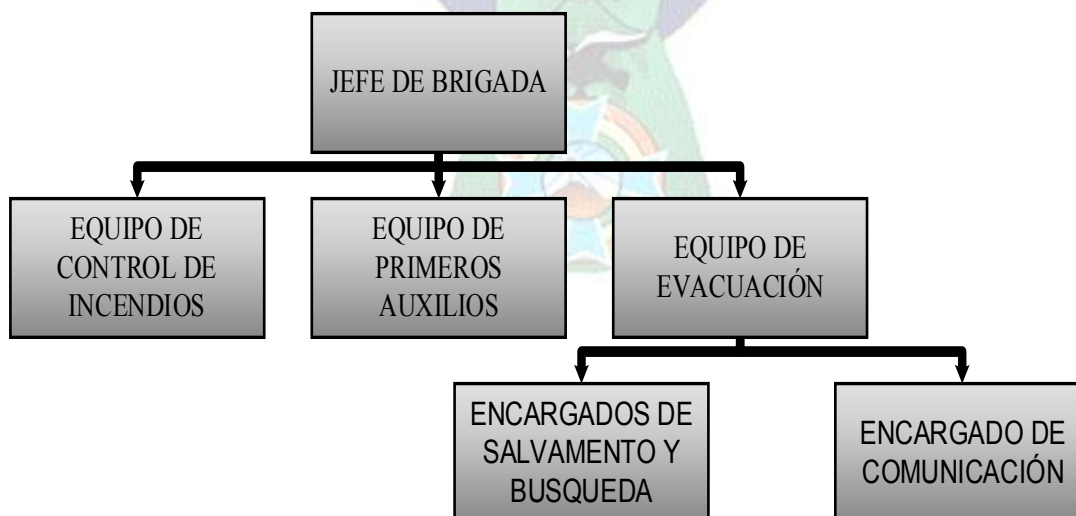 JEFE DE BRIGADA
EQUIPO DE
CONTROL DE
INCENDIOS
EQUIPO DE
PRIMEROS
AUXILIOS
EQUIPO DE
EVACUACIÓN
ENCARGADOS DE
SALVAMENTO Y
BUSQUEDA
ENCARGADO DE
COMUNICACIÓN